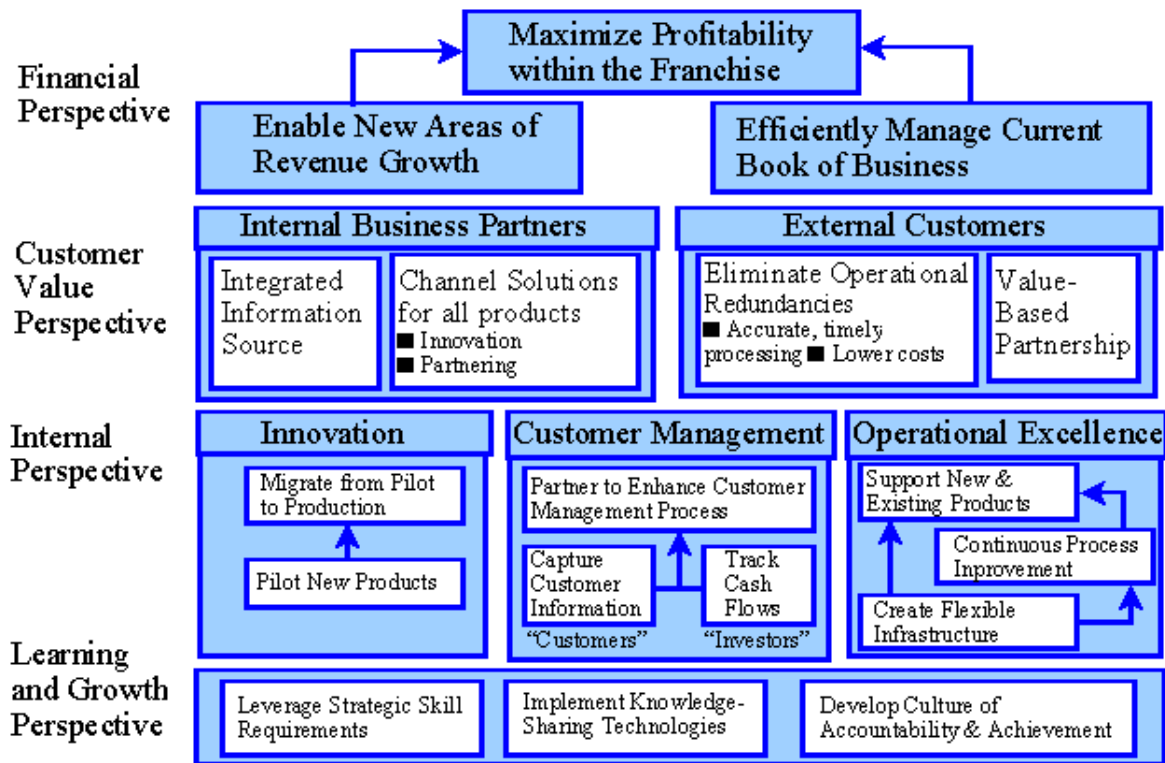 Financial
Perspective
Maximize Profitability
within the Franchise
Enable New Areas of
Revenue Growth
Efficiently Manage Current
Book of Business
Customer
Value
Perspective
Internal Business Partners
Integrated
Information
Source
Channel Solutions
for all products
■ Innovation
■ Partnering
External Customers
Eliminate Operational
Redundancies
■ Accurate, timely
processing ■ Lower costs
Value-
Based
Partnership
Internal
Perspective
Innovation
Migrate from Pilot
to Production
Pilot New Products
Customer Management
Partner to Enhance Customer
Management Process
Capture
Customer
Information
Track
Cash
Flows
“Customers”
“Investors”
Operational Excellence
Support New &
Existing Products
Continuous Process
Inprovement
Create Flexible
Infrastructure
Learning
and Growth
Perspective
Leverage Strategic Skill
Requirements
Implement Knowledge-
Sharing Technologies
Develop Culture of
Accountability & Achievement